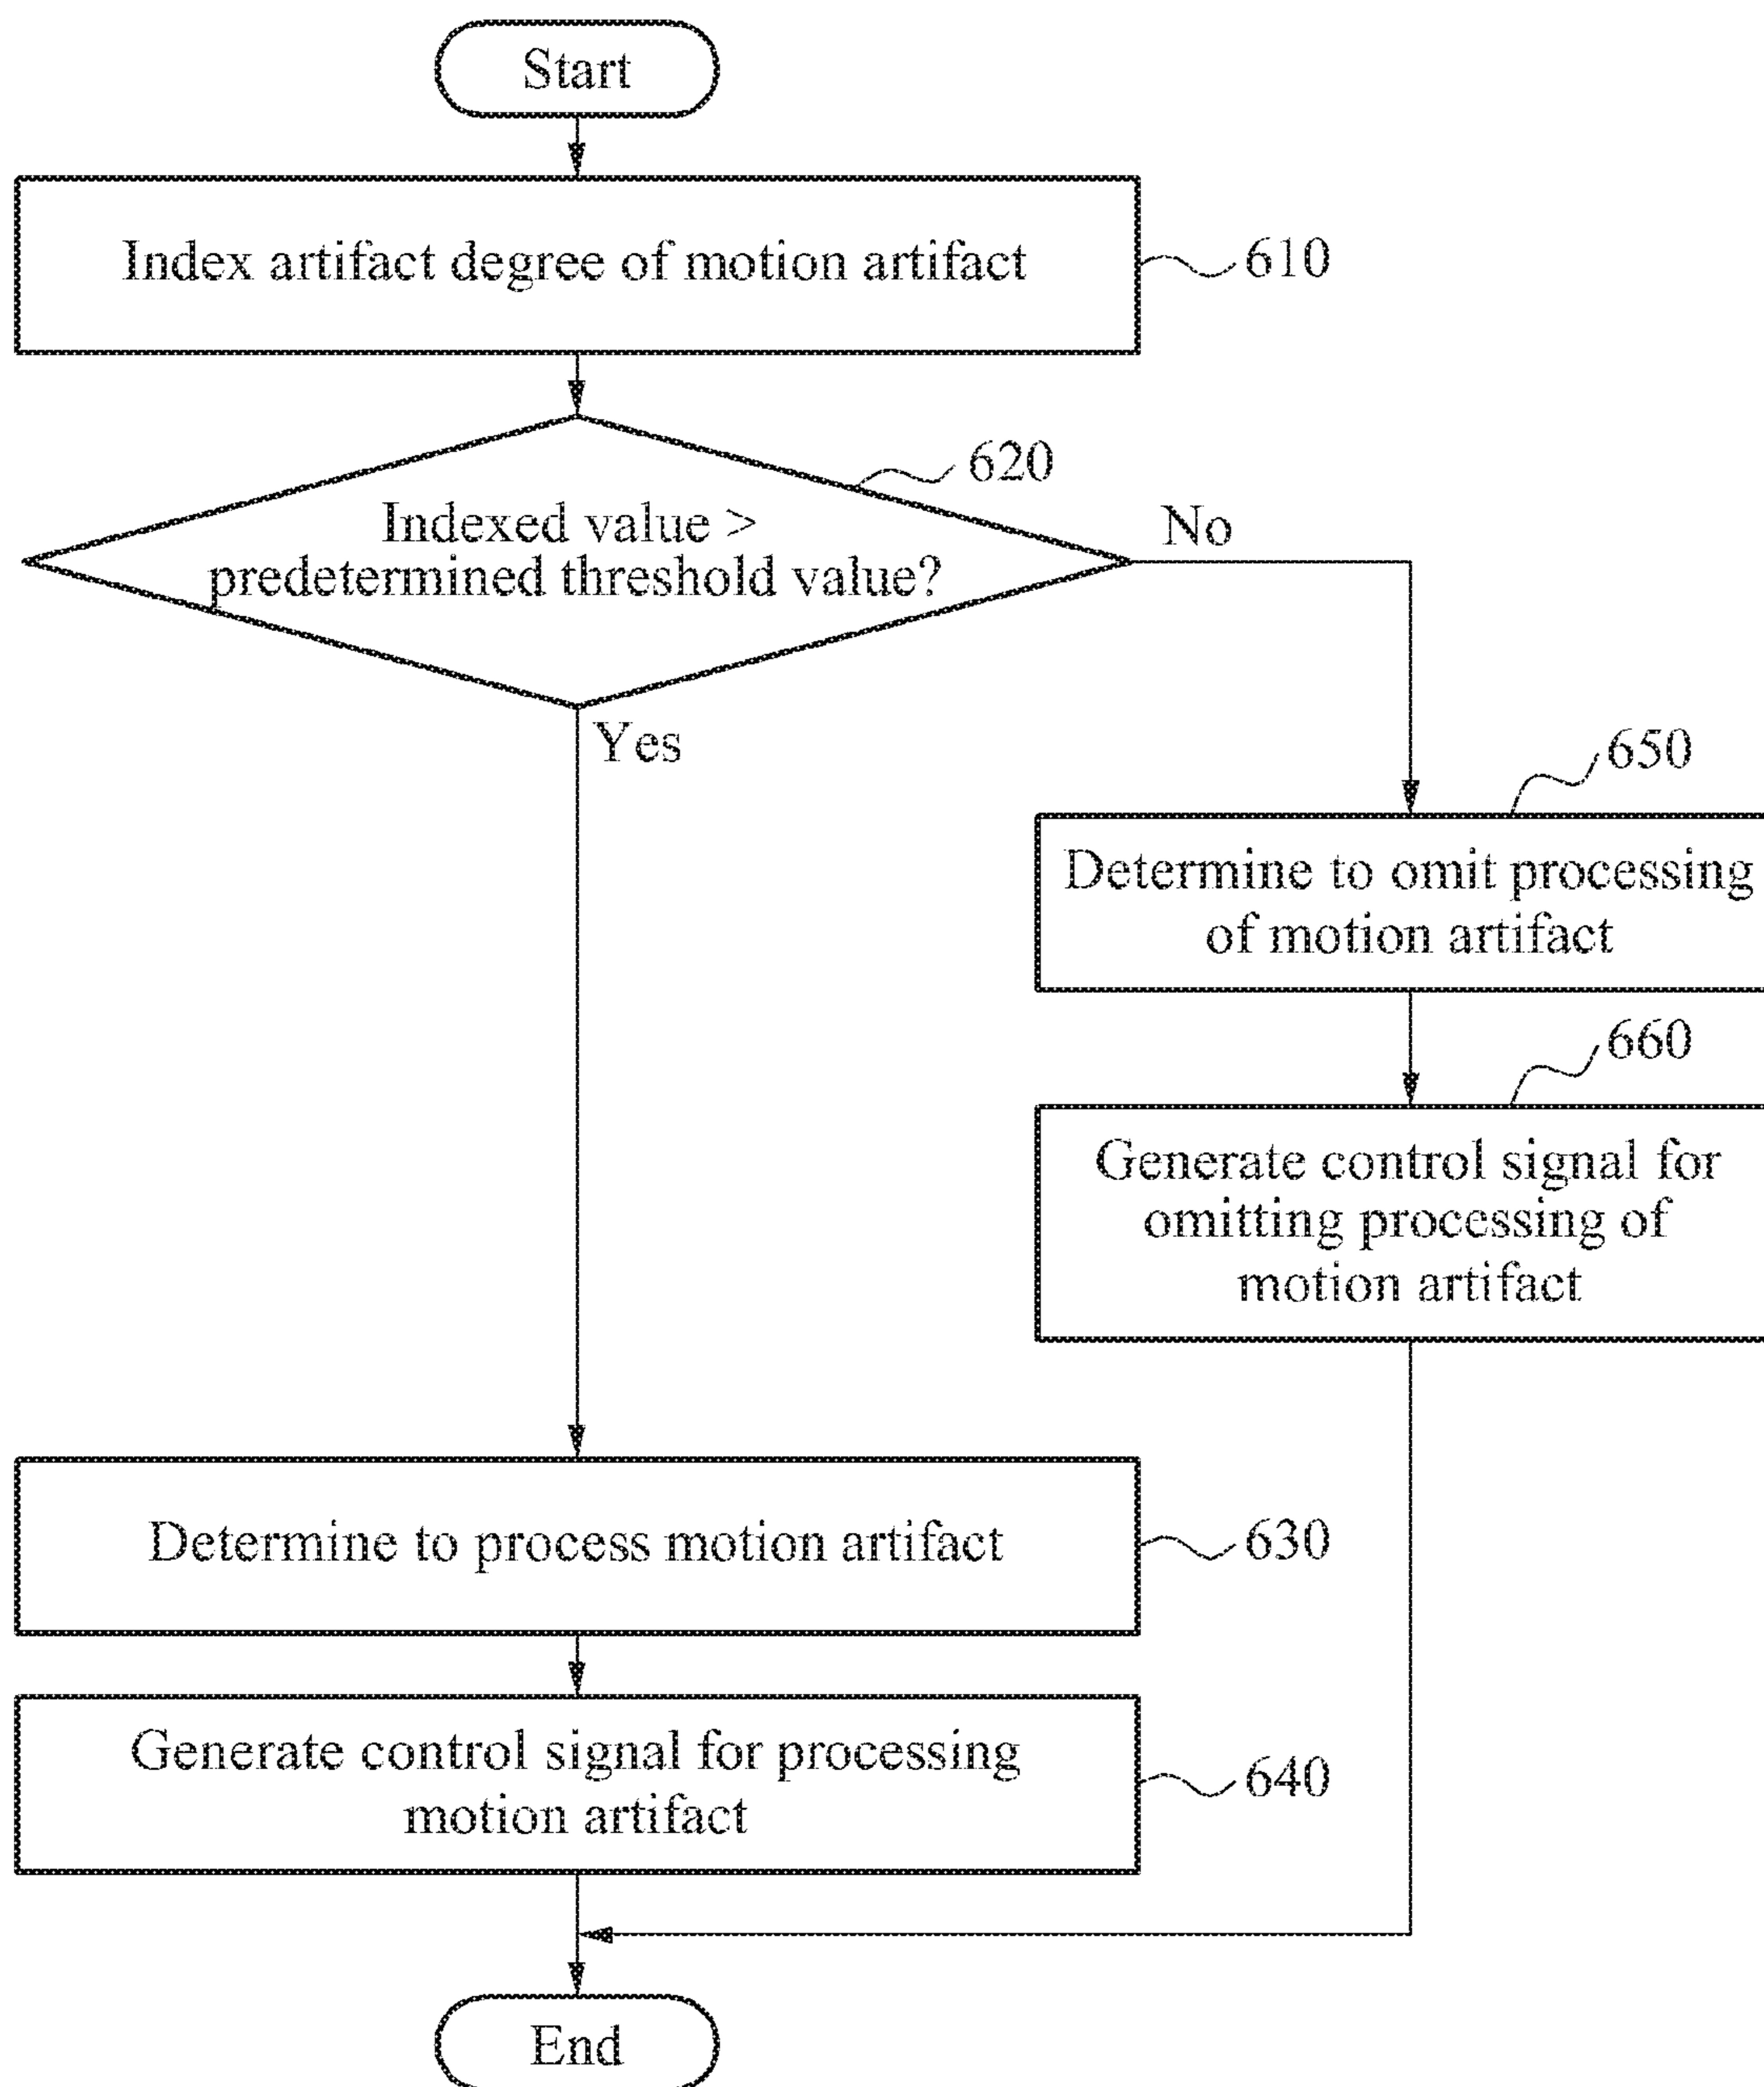 Start
Index artifact degree of motion artifact
610
620
Indexed value >
predetermined threshold value?
No
Yes
650
Determine to omit processing
of motion artifact
660
Generate control signal for
omitting processing of
motion artifact
Determine to process motion artifact
630
Generate control signal for processing
motion artifact
640
End